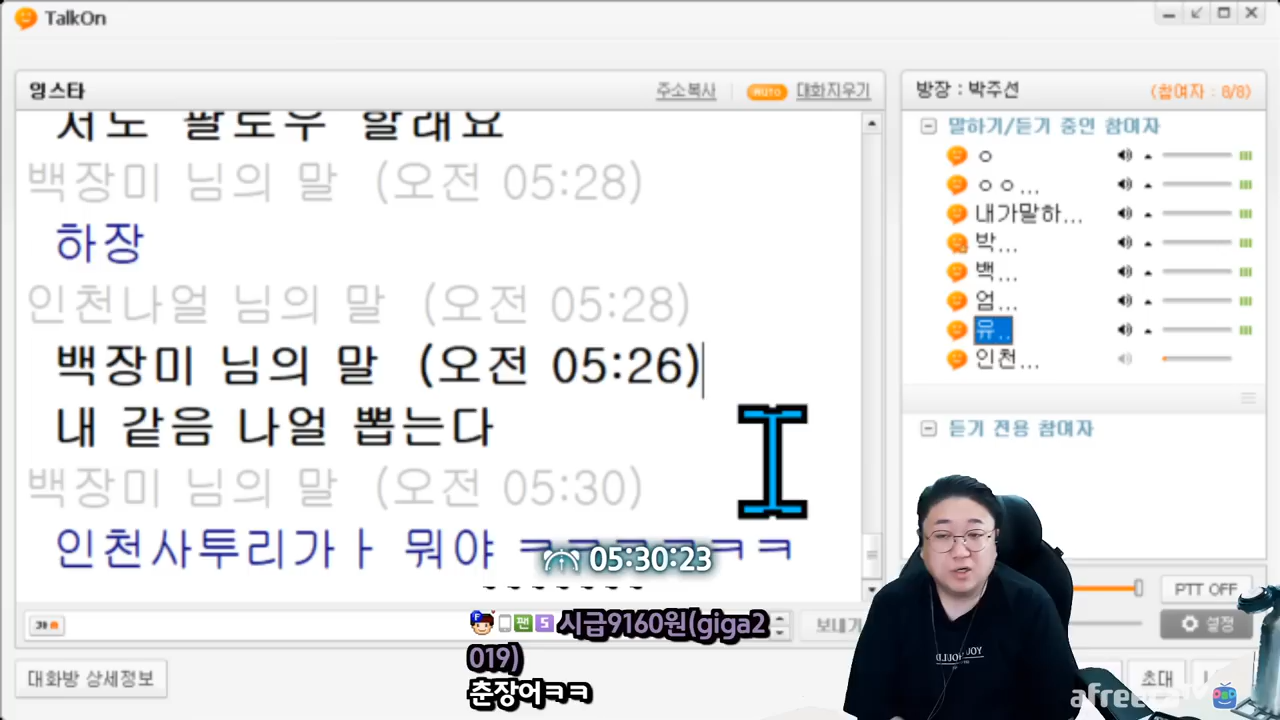 TalkOn
잉스타
주소복사
AUTO
대화지우기
서노 팔도우 할래요
백장미 님의 말 (오전 05:28)
하장
인천나얼 님의 말 (오전 05:28)
백장미 님의 말 (오전 05:26)
내 같음 나얼 뽑는다
백장미 님의 말 (오전 05:30)
인천사투리가ㅏ 뭐야
05:30:23
시급9160원(giga2
019)
춘장어ㅋㅋ
보내기
대화방 상세정보
방장 : 박주선
(참여자 : 8/8)
말하기/듣기 중인 참여자
ㅇ
ㅇㅇ...
내가말하...
박...
백...
엄...
유...
인천...
듣기 전용 참여자
PTT OFF
설정
초대
YOU